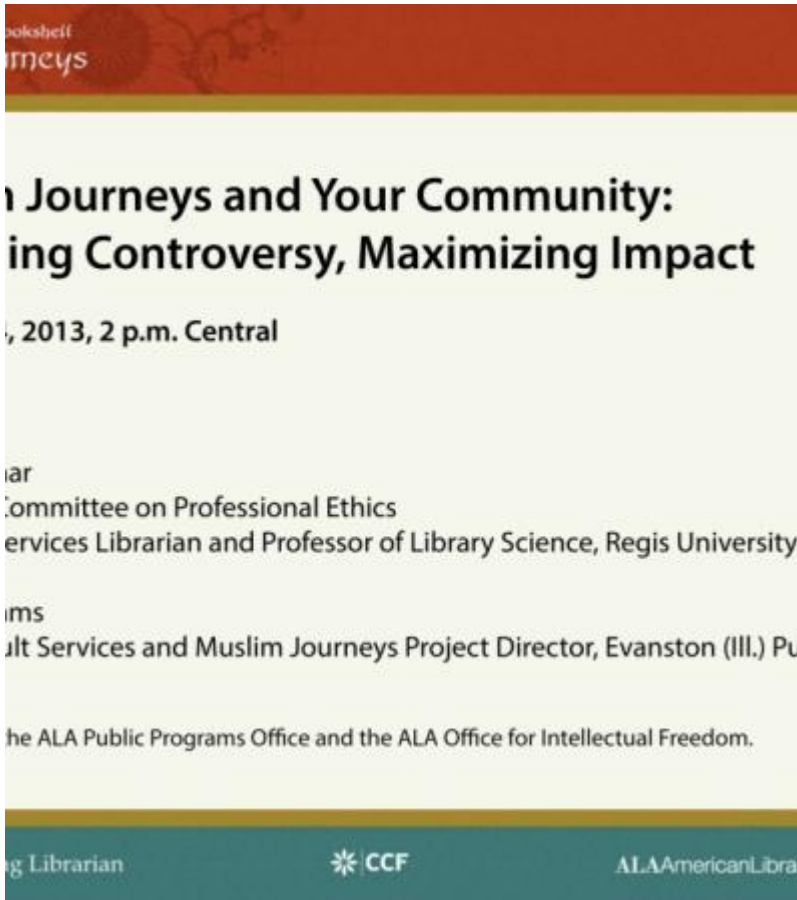 ookshelf
rneys
Journeys and Your Community:
ing Controversy, Maximizing Impact
, 2013, 2 p.m. Central
ar
ommittee on Professional Ethics
ervices Librarian and Professor of Library Science, Regis University
ms
ult Services and Muslim Journeys Project Director, Evanston (Ill.) Pu
he ALA Public Programs Office and the ALA Office for Intellectual Freedom.
g Librarian
CCF
ALAAmericanLibra